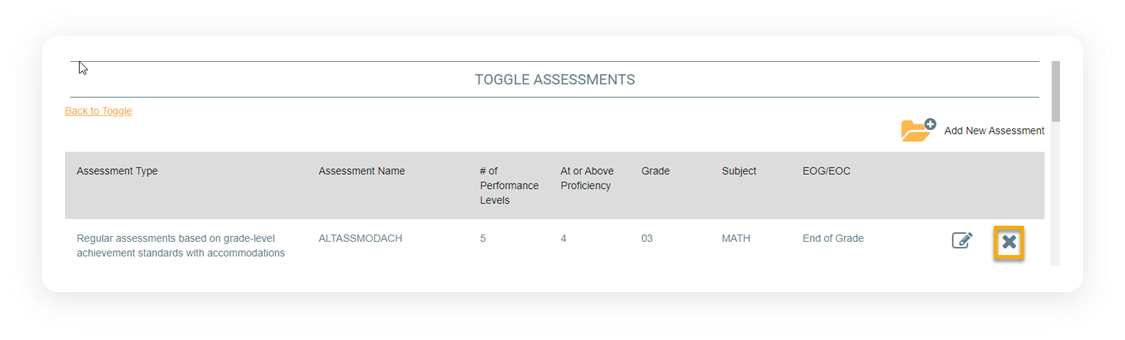 TOGGLE ASSESSMENTS
Back to Toggle
Add New Assessment
Assessment Type
Assessment Name
# of
Performance
Levels
At or Above
Proficiency
Grade
Subject
EOG/EOC
Regular assessments based on grade-level
achievement standards with accommodations
ALTASSMODACH
5
4
03
MATH
End of Grade